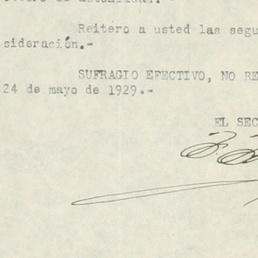 Reitero a usted las segu
sideración.-
SUFRAGIO EFECTIVO, NO RE
24 de mayo de 1929.-
EL SEC